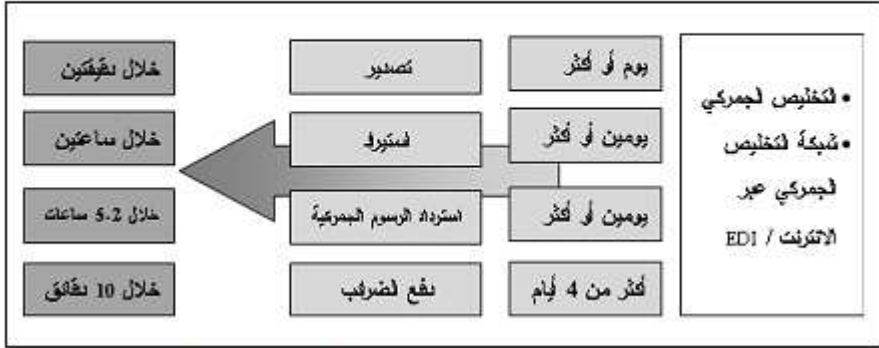 • التخليص الجمركي
• شبكة التخليص
الجمركي عبر
الانترنت / EDI
يوم أو أكثر
تصدير
خلال دقيقتين
يومين أو أكثر
استيراد
خلال ساعتين
يومين أو أكثر
استرداد الرسوم الجمركية
خلال 5-2 ساعات
أكثر من 4 أيام
دفع الضرائب
خلال 10 دقائق